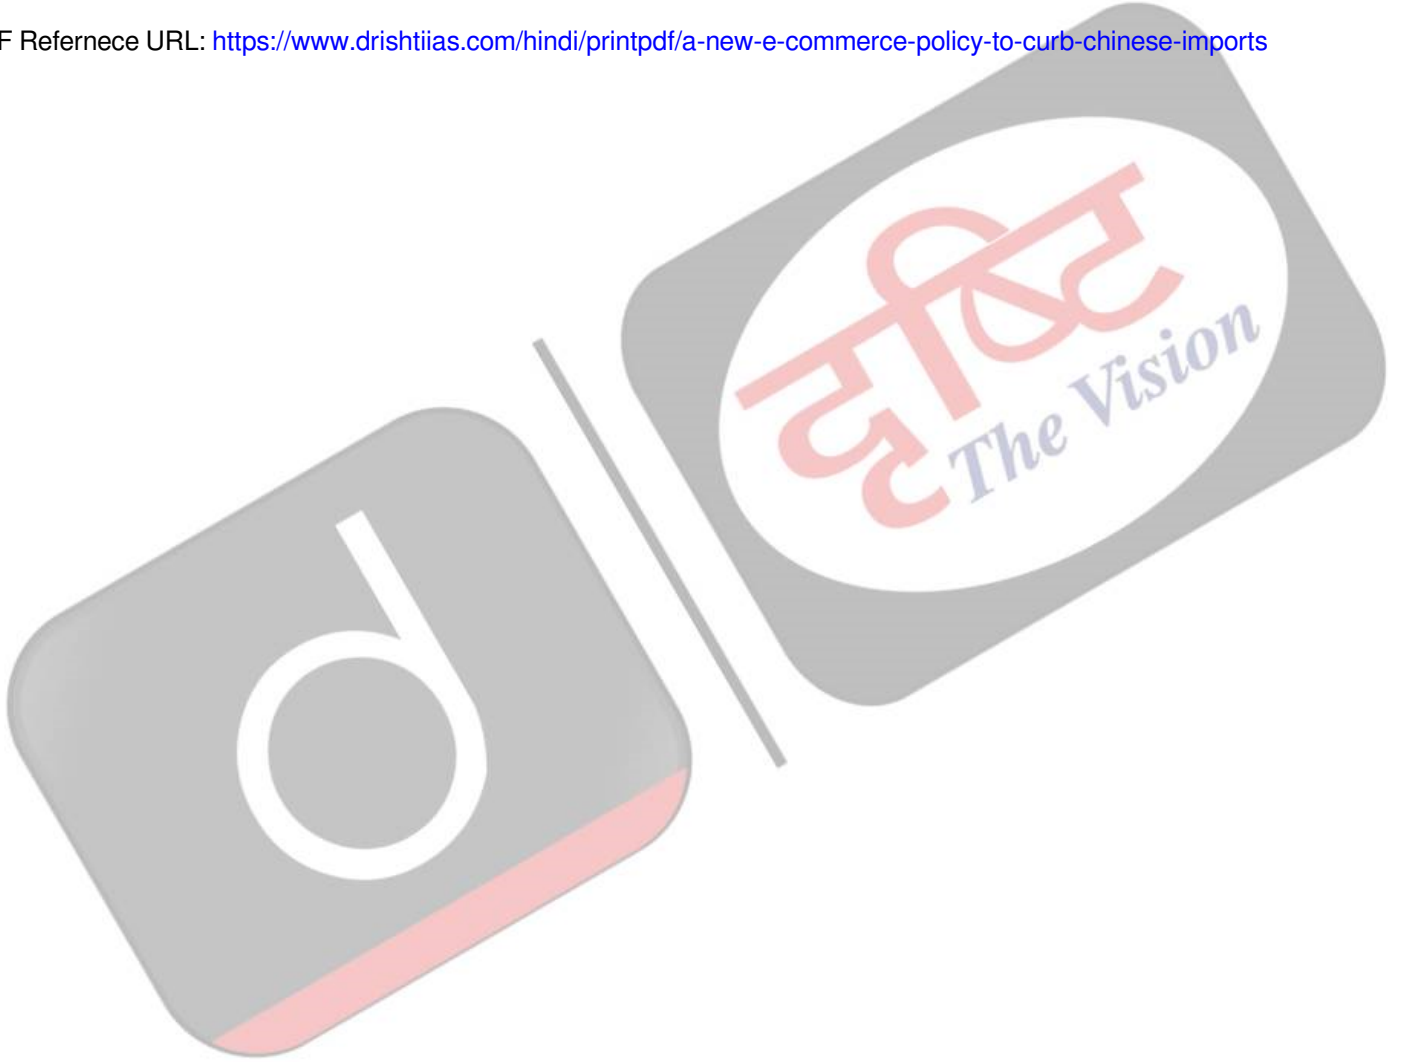 F Refernece URL: https://www.drishtiias.com/hindi/printpdf/a-new-e-commerce-policy-to-curb-chinese-imports
दृष्टि
The Vision
d